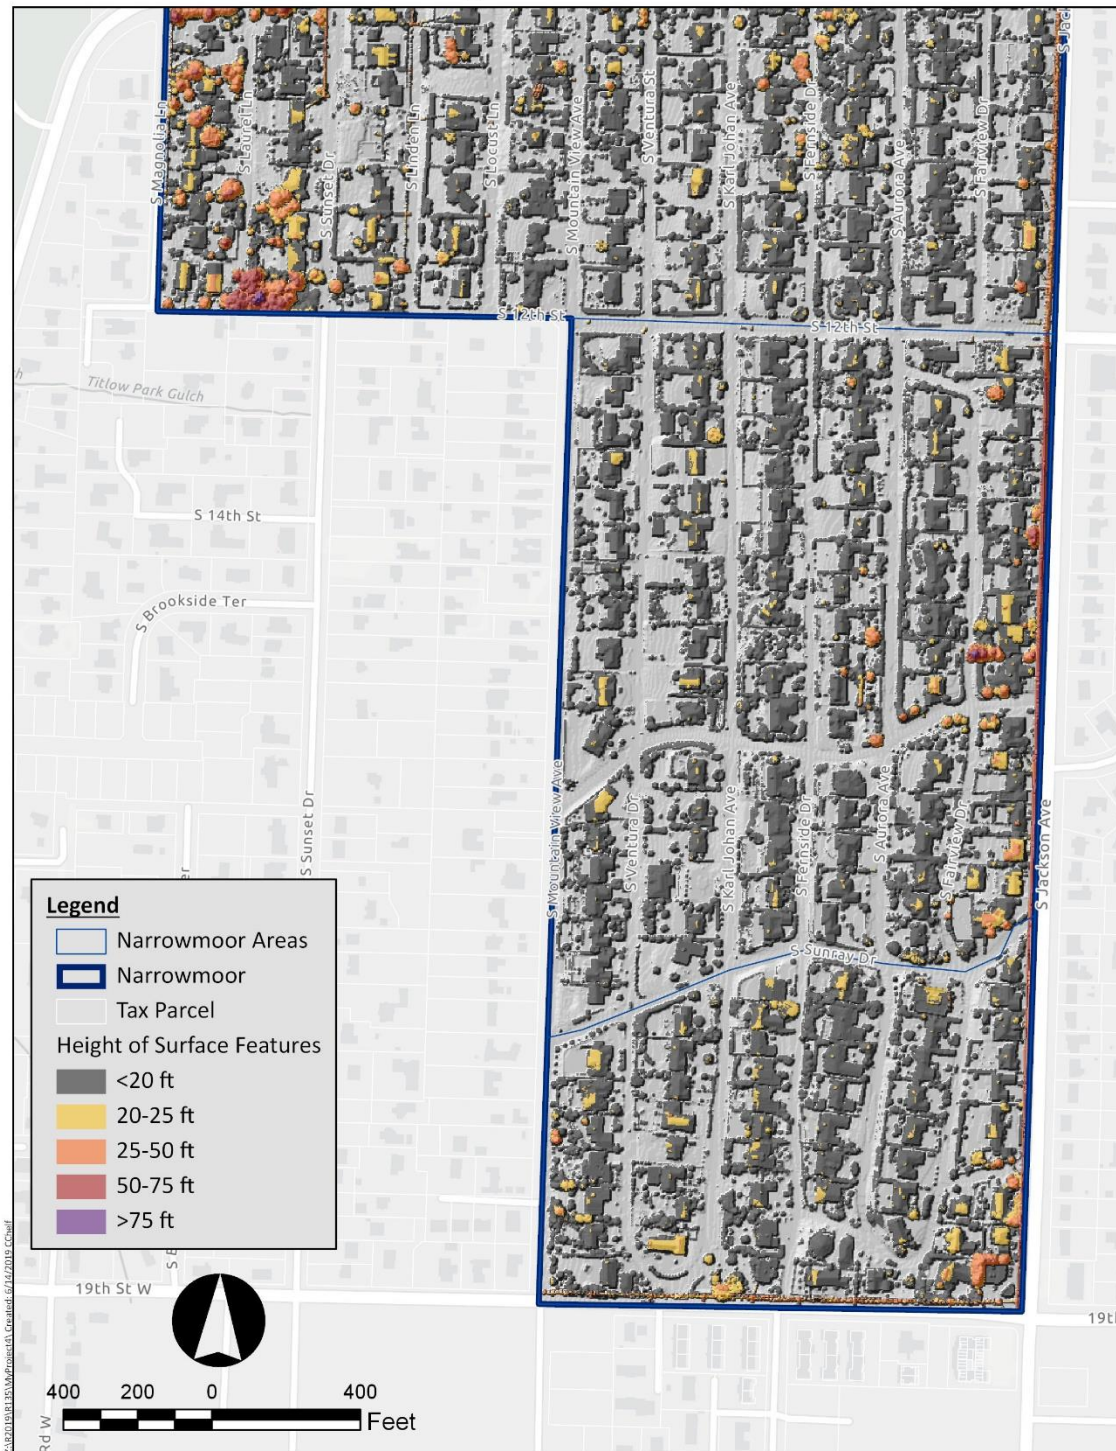 S Jac
S Magnolia Ln
S Laurel Ln
S Sunset Dr
S Linden Ln
S Locust Ln
S Mountain View Ave
S Ventura St
S Karl Johan Ave
S Fernside Dr
S Aurora Ave
S Fairview Dr
S 12th St
S 12th St
Titlow Park Gulch
S 14th St
S Brookside Ter
S Sunset Dr
S Mountain View Ave
S Ventura Dr
S Karl Johan Ave
S Fernside Dr
S Aurora Ave
S Fairview Dr
S Jackson Ave
er
S Sunray Dr
Legend
Narrowmoor Areas
Narrowmoor
Tax Parcel
Height of Surface Features
<20 ft
20-25 ft
25-50 ft
50-75 ft
>75 ft
19th St W
19th
400 200 0 400
Feet
Rd W